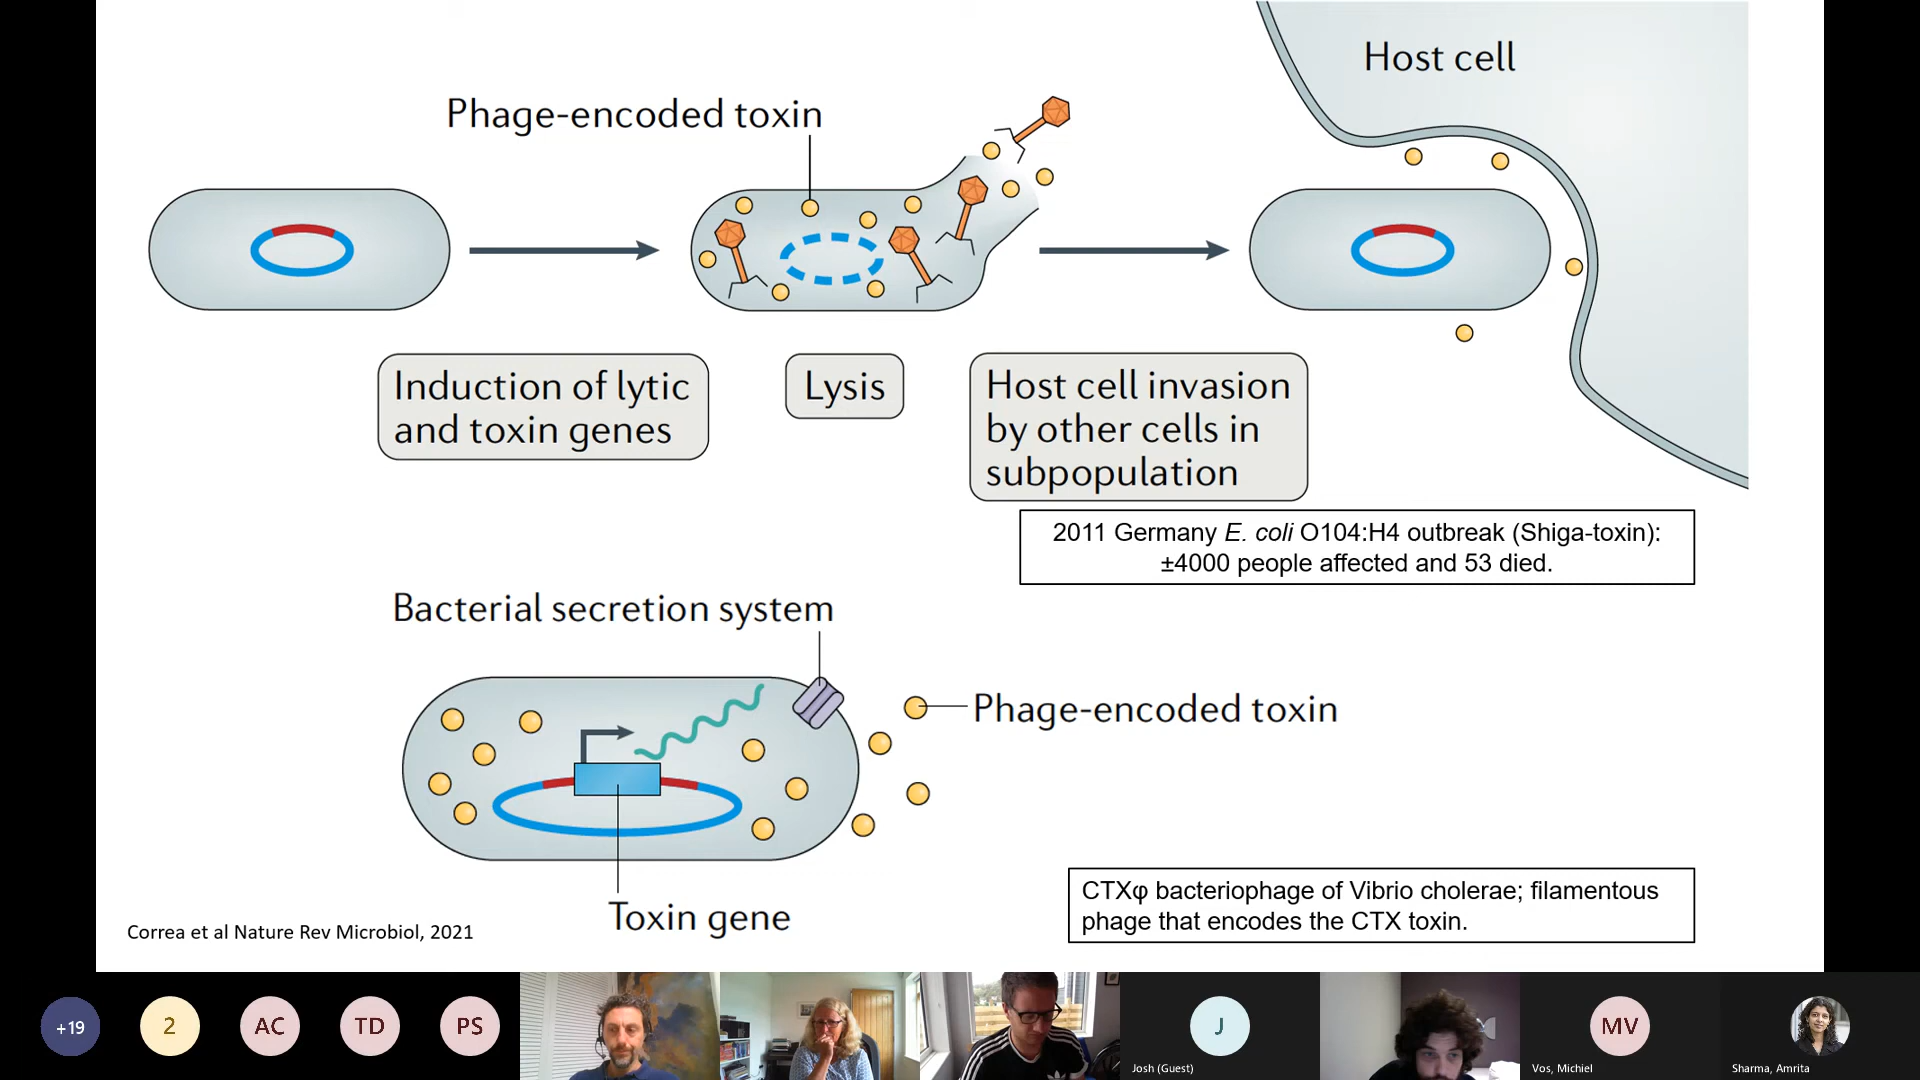 Host cell
Phage-encoded toxin
Induction of lytic
and toxin genes
Lysis
Host cell invasion
by other cells in
subpopulation
2011 Germany E. coli O104:H4 outbreak (Shiga-toxin):
±4000 people affected and 53 died.
Bacterial secretion system
Phage-encoded toxin
Toxin gene
CTXφ bacteriophage of Vibrio cholerae; filamentous
phage that encodes the CTX toxin.
Correa et al Nature Rev Microbiol, 2021
+19
2
AC
TD
PS
J
Josh (Guest)
MV
Vos, Michiel
Sharma, Amrita